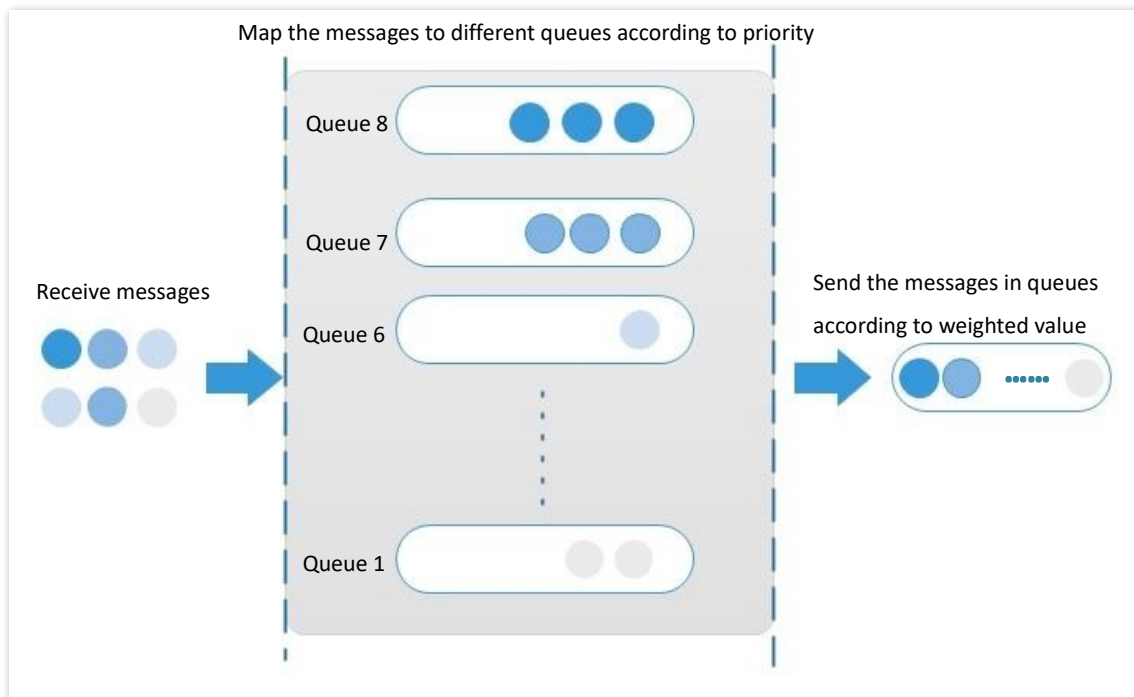 Map the messages to different queues according to priority
Queue 8
Queue 7
Receive messages
Queue 6
Send the messages in queues
according to weighted value
Queue 1